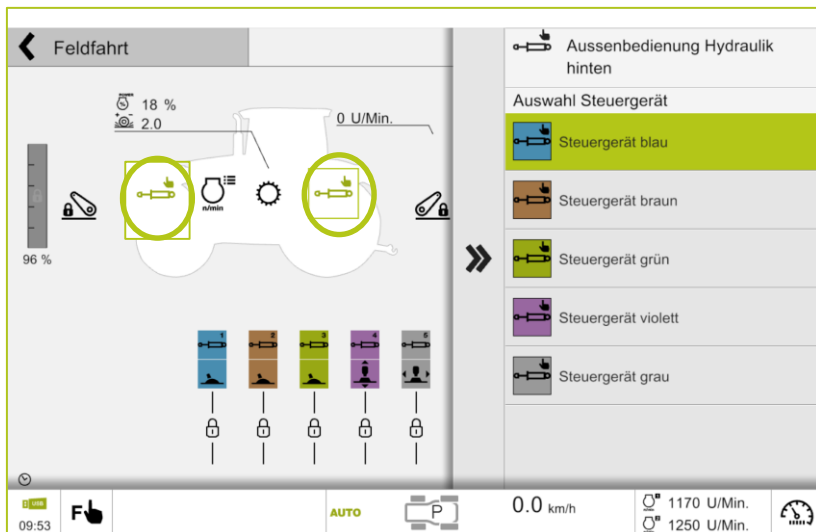 Feldfahrt
POWER
18 %
2.0
0 U/Min.
n/min
96 %
1 2 3 4 5
Aussenbedienung Hydraulik
hinten
Auswahl Steuergerät
Steuergerät blau
Steuergerät braun
Steuergerät grün
Steuergerät violett
Steuergerät grau
USB
09:53
F
AUTO
P
0.0 km/h
1170 U/Min.
1250 U/Min.